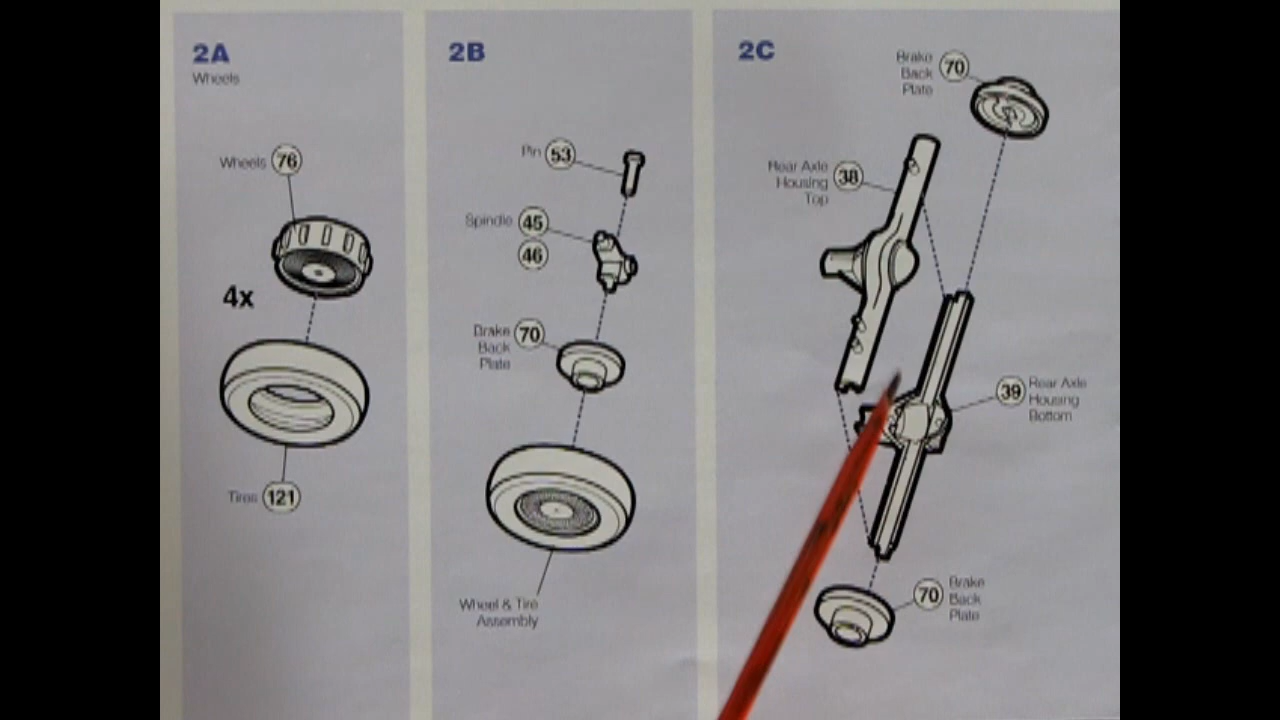 2A
Wheels
Wheels 76
4x
Tires 121
2B
Pin 53
Spindle 45
46
Brake 70
Back
Plate
Wheel & Tire
Assembly
2C
Brake 70
Back
Plate
Rear Axle 38
Housing
Top
39 Rear Axle
Housing
Bottom
70 Brake
Back
Plate